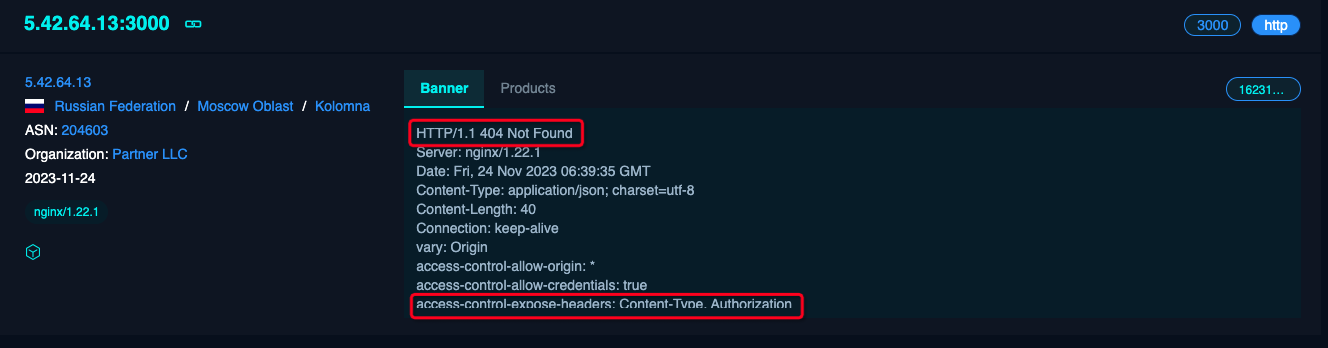 5.42.64.13:3000
3000 http
5.42.64.13
Russian Federation / Moscow Oblast / Kolomna
ASN: 204603
Organization: Partner LLC
2023-11-24
nginx/1.22.1
Banner Products
16231...
HTTP/1.1 404 Not Found
Server: nginx/1.22.1
Date: Fri, 24 Nov 2023 06:39:35 GMT
Content-Type: application/json; charset=utf-8
Content-Length: 40
Connection: keep-alive
vary: Origin
access-control-allow-origin: *
access-control-allow-credentials: true
access-control-expose-headers: Content-Type, Authorization